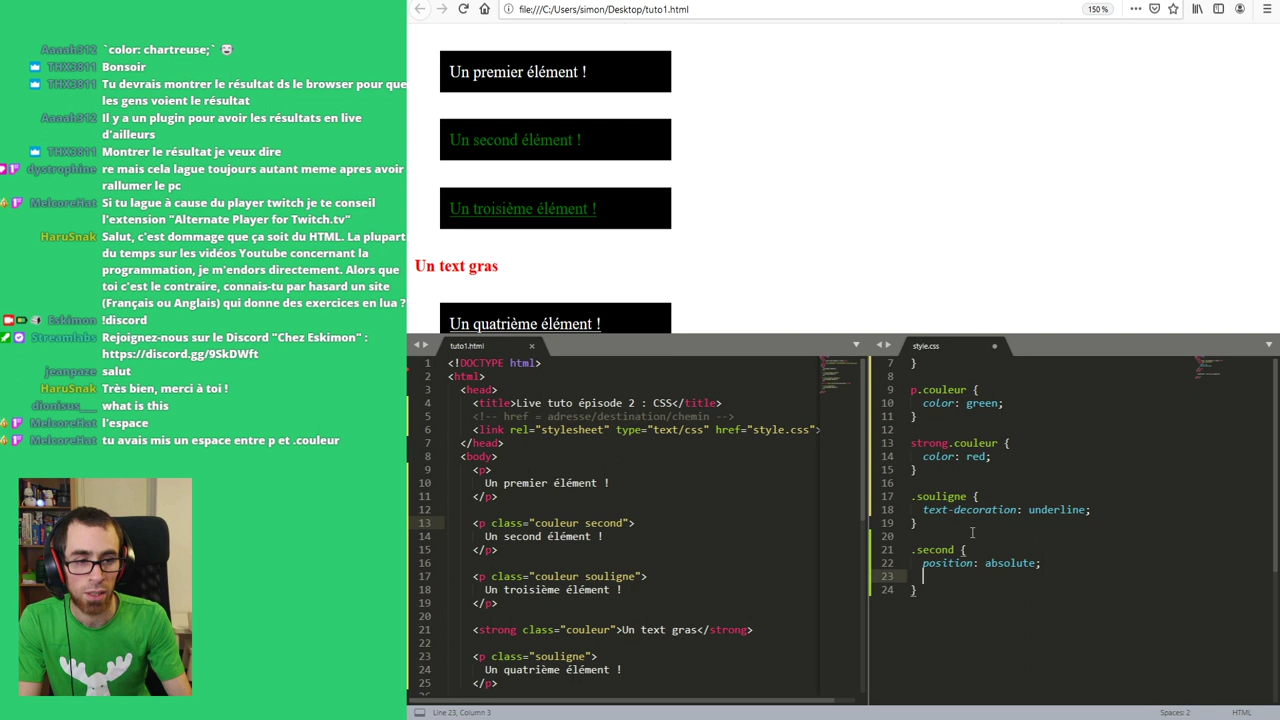 Aaaah312 `color: chartreuse;`
THX3811 Bonsoir
THX3811 Tu devrais montrer le résultat ds le browser pour que
les gens voient le résultat
Aaaah312 Il y a un plugin pour avoir les résultats en live
d'ailleurs
THX3811 Montrer le résultat je veux dire
dystrophine re mais cela lague toujours autant meme apres avoir
rallumer le pc
MelcoreHat Si tu lague à cause du player twitch je te conseil
l'extension "Alternate Player for Twitch.tv"
HaruSnak Salut, c'est dommage que ça soit du HTML. La plupart
du temps sur les vidéos Youtube concernant la
programmation, je m'endors directement. Alors que
toi c'est le contraire, connais-tu par hasard un site
(Français ou Anglais) qui donne des exercices en lua ?
Eskimon !discord
Streamlabs Rejoignez-nous sur le Discord "Chez Eskimon" :
https://discord.gg/9SkDWft
jeanpaze salut
HaruSnak Très bien, merci à toi !
dionisus___ what is this
MelcoreHat l'espace
MelcoreHat tu avais mis un espace entre p et .couleur
file:///C:/Users/simon/Desktop/tuto1.html
150 %
Un premier élément !
Un second élément !
Un troisième élément !
Un text gras
Un quatrième élément !
tuto1.html
1 <!DOCTYPE html>
2 <html>
3 <head>
4 <title>Live tuto épisode 2 : CSS</title>
5 <!-- href = adresse/destination/chemin -->
6 <link rel="stylesheet" type="text/css" href="style.css">
7 </head>
8 <body>
9 <p>
10 Un premier élément !
11 </p>
12
13 <p class="couleur second">
14 Un second élément !
15 </p>
16
17 <p class="couleur souligne">
18 Un troisième élément !
19 </p>
20
21 <strong class="couleur">Un text gras</strong>
22
23 <p class="souligne">
24 Un quatrième élément !
25 </p>
style.css
7 }
8
9 p.couleur {
10 color: green;
11 }
12
13 strong.couleur {
14 color: red;
15 }
16
17 .souligne {
18 text-decoration: underline;
19 }
20
21 .second {
22 position: absolute;
23
24 }
Line 23, Column 3
Spaces: 2
HTML